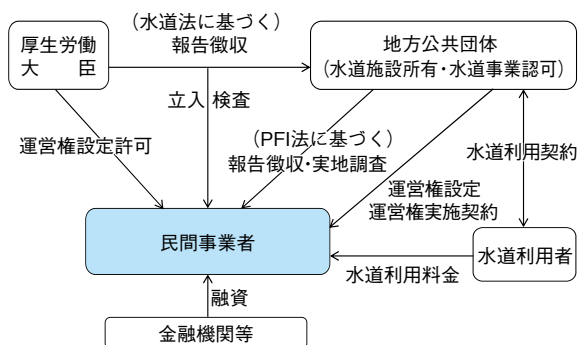 厚生労働
大　臣
（水道法に基づく）
報告徴収
地方公共団体
（水道施設所有・水道事業認可）
立入検査
運営権設定許可
（PFI法に基づく）
報告徴収・実地調査
水道利用契約
運営権設定
運営権実施契約
民間事業者
水道利用者
水道利用料金
融資
金融機関等